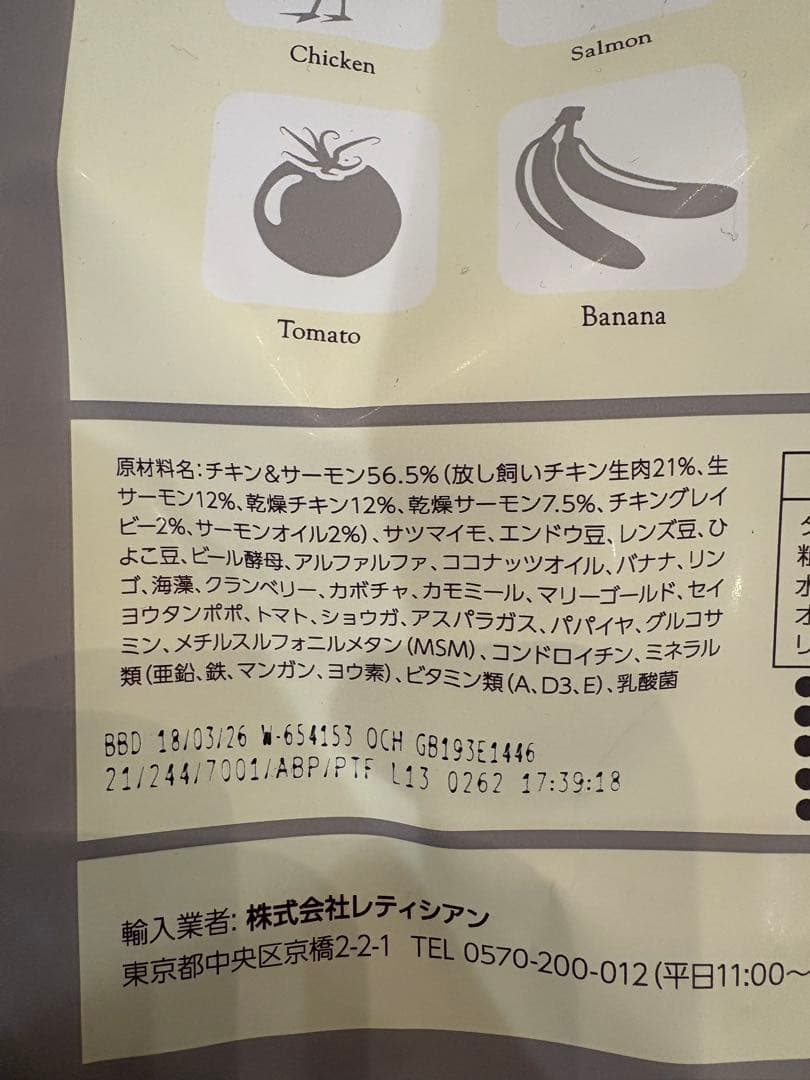 Chicken
Salmon
Tomato
Banana
原材料名:チキン&サーモン56.5%(放し飼いチキン生肉21%、生
サーモン12%、乾燥チキン12%、乾燥サーモン7.5%、チキングレイ
ビー2%、サーモンオイル2%)、サツマイモ、エンドウ豆、レンズ豆、ひ
よこ豆、ビール酵母、アルファルファ、ココナッツオイル、バナナ、リン
ゴ、海藻、クランベリー、カボチャ、カモミール、マリーゴールド、セイ
ヨウタンポポ、トマト、ショウガ、アスパラガス、パパイヤ、グルコサ
ミン、メチルスルフォニルメタン(MSM)、コンドロイチン、ミネラル
類(亜鉛、鉄、マンガン、ヨウ素)、ビタミン類(A、D3、E)、乳酸菌
BBD 18/03/26 W-654153 OCH GB193E1446
21/244/7001/ABP/PTF L13 0262 17:39:18
輸入業者: 株式会社レティシアン
東京都中央区京橋2-2-1 TEL 0570-200-012(平日11:00〜